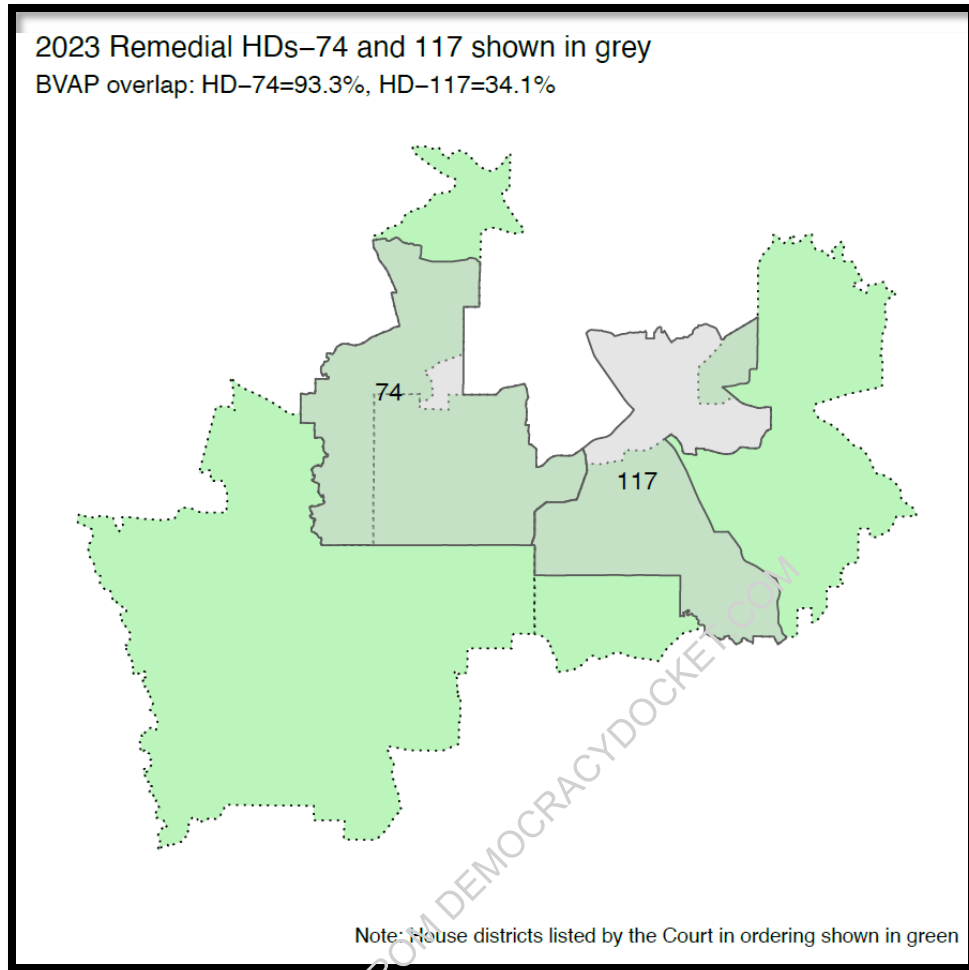 2023 Remedial HDs−74 and 117 shown in grey
BVAP overlap: HD−74=93.3%, HD−117=34.1%
74
117
OM DEMOCRACYDOCKET.COM
Note: House districts listed by the Court in ordering shown in green